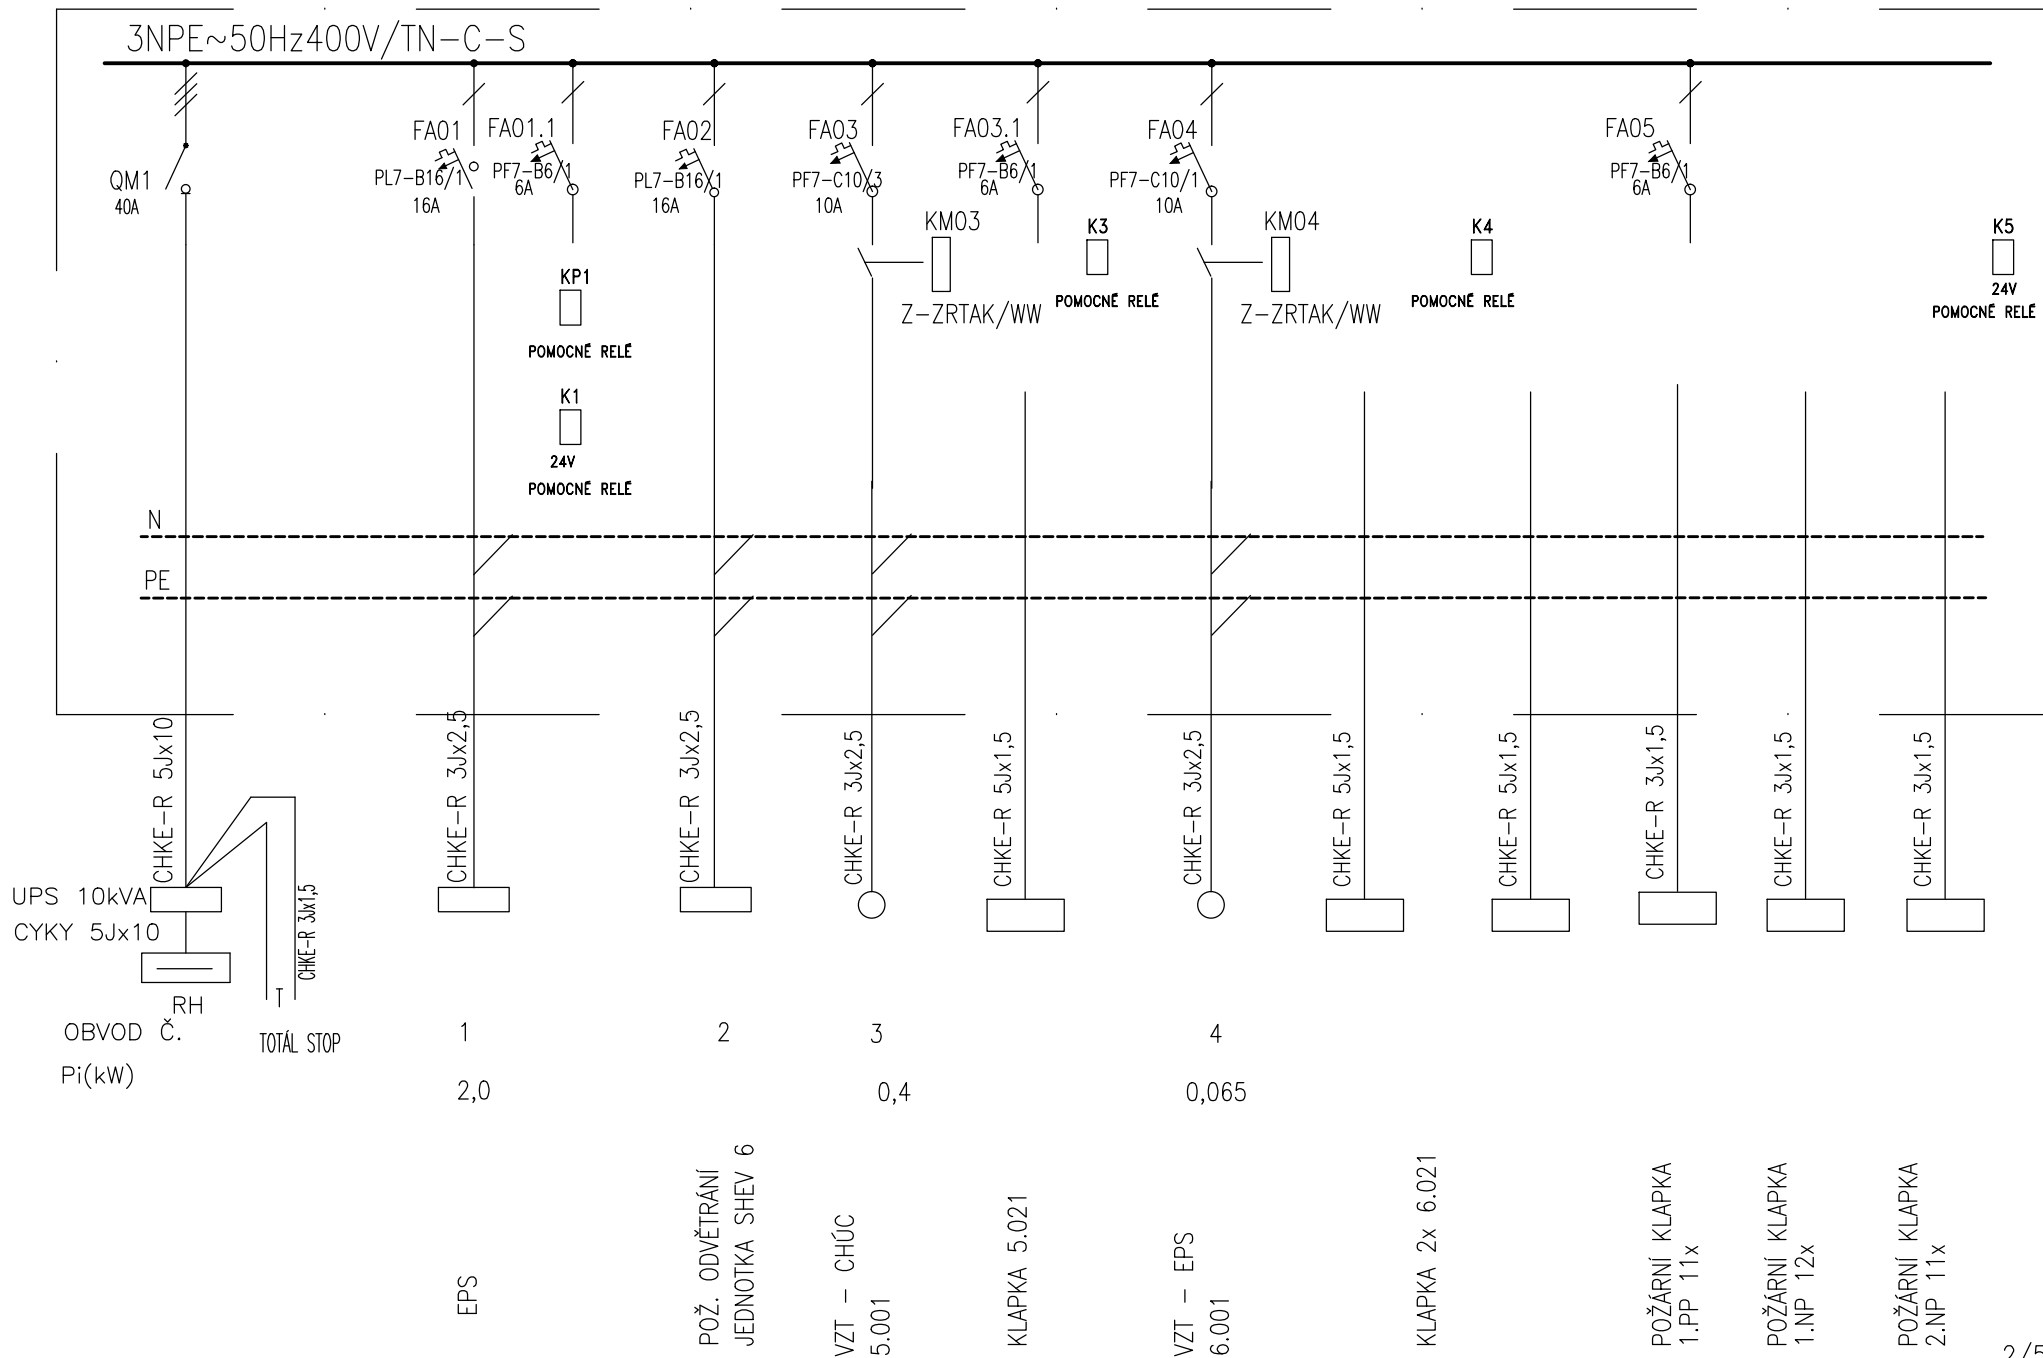 3NPE~50Hz400V/TN-C-S
QM1
40A
FA01
PL7-B16/1
16A
FA01.1
PF7-B6/1
6A
FA02
PL7-B16/1
16A
FA03
PF7-C10/3
10A
FA03.1
PF7-B6/1
6A
FA04
PF7-C10/1
10A
FA05
PF7-B6/1
6A
KM03
Z-ZRTAK/WW
K3
POMOCNÉ RELÉ
KM04
Z-ZRTAK/WW
K4
POMOCNÉ RELÉ
K5
24V
POMOCNÉ RELÉ
KP1
POMOCNÉ RELÉ
K1
24V
POMOCNÉ RELÉ
N
PE
CHKE-R 5Jx10
CHKE-R 3Jx2,5
CHKE-R 3Jx2,5
CHKE-R 3Jx2,5
CHKE-R 5Jx1,5
CHKE-R 3Jx2,5
CHKE-R 5Jx1,5
CHKE-R 5Jx1,5
CHKE-R 3Jx1,5
CHKE-R 3Jx1,5
CHKE-R 3Jx1,5
UPS 10kVA
CYKY 5Jx10
CHKE-R 3Jx1,5
RH
T
TOTÁL STOP
OBVOD Č.
1
2
3
4
Pi(kW)
2,0
0,4
0,065
EPS
POŽ. ODVĚTRÁNÍ
JEDNOTKA SHEV 6
VZT - CHÚC
5.001
KLAPKA 5.021
VZT - EPS
6.001
KLAPKA 2x 6.021
POŽÁRNÍ KLAPKA
1.PP 11x
POŽÁRNÍ KLAPKA
1.NP 12x
POŽÁRNÍ KLAPKA
2.NP 11x
2/5